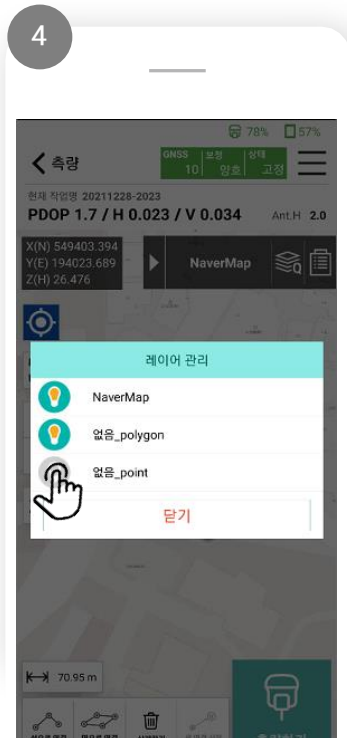 4
78% 57%
측량
GNSS 보정 상태
10 양호 고정
현재 작업명 20211228-2023
PDOP 1.7 / H 0.023 / V 0.034 Ant.H 2.0
X(N) 549403.394
Y(E) 194023.689
Z(H) 26.476
NaverMap
레이어 관리
NaverMap
없음_polygon
없음_point
닫기
70.95 m